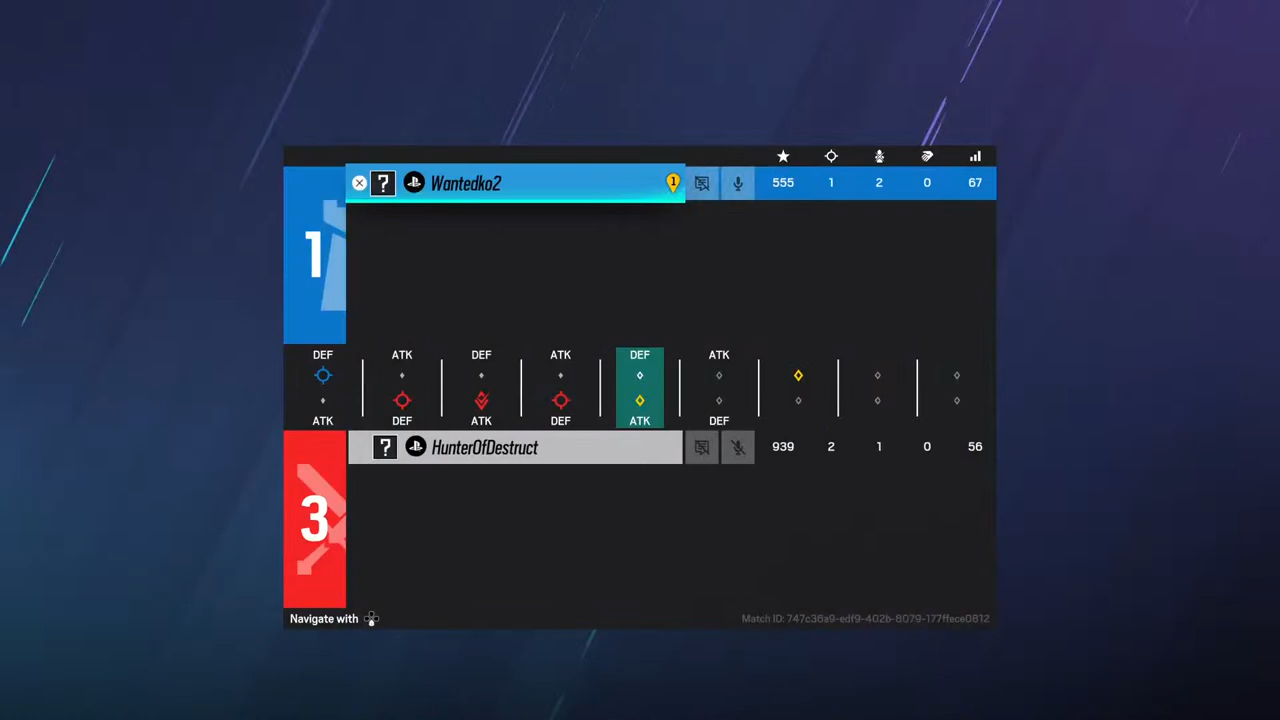 ? Wantedko2 1 555 1 2 0 67
1
DEF ATK DEF ATK DEF ATK
ATK DEF ATK DEF ATK DEF
? HunterOfDestruct 939 2 1 0 56
3
Navigate with
Match ID: 747c36a9-edf9-402b-8079-177ffece0812